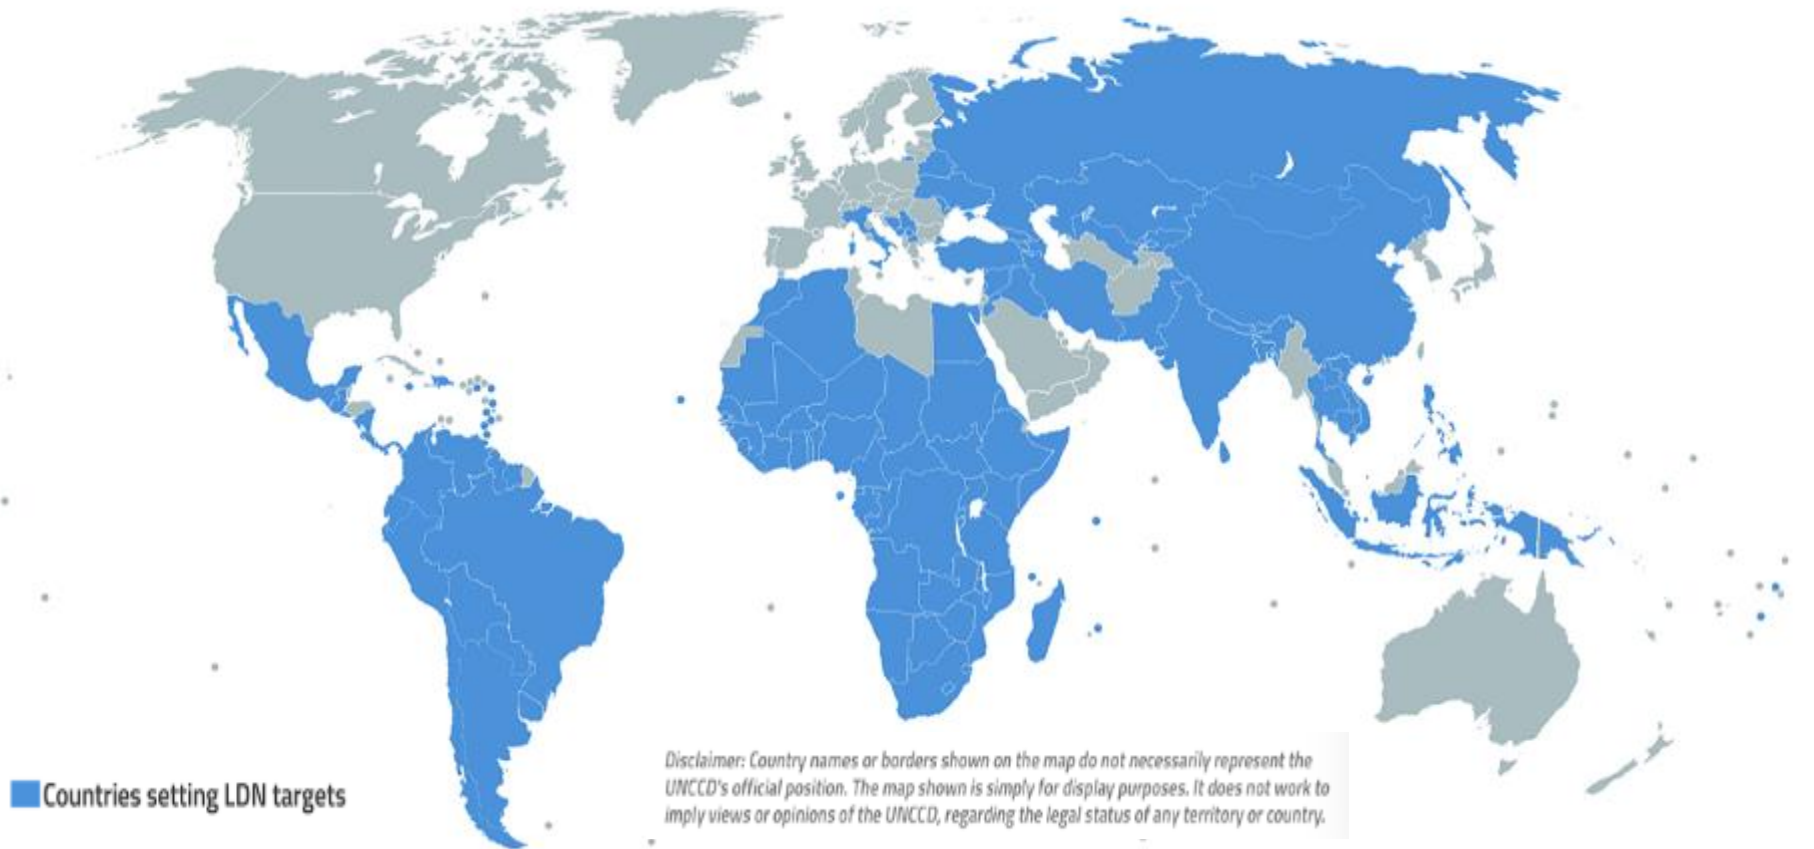 Disclaimer: Country names or borders shown on the map do not necessarily represent the
UNCCD's official position. The map shown is simply for display purposes. It does not work to
imply views or opinions of the UNCCD, regarding the legal status of any territory or country.
Countries setting LDN targets